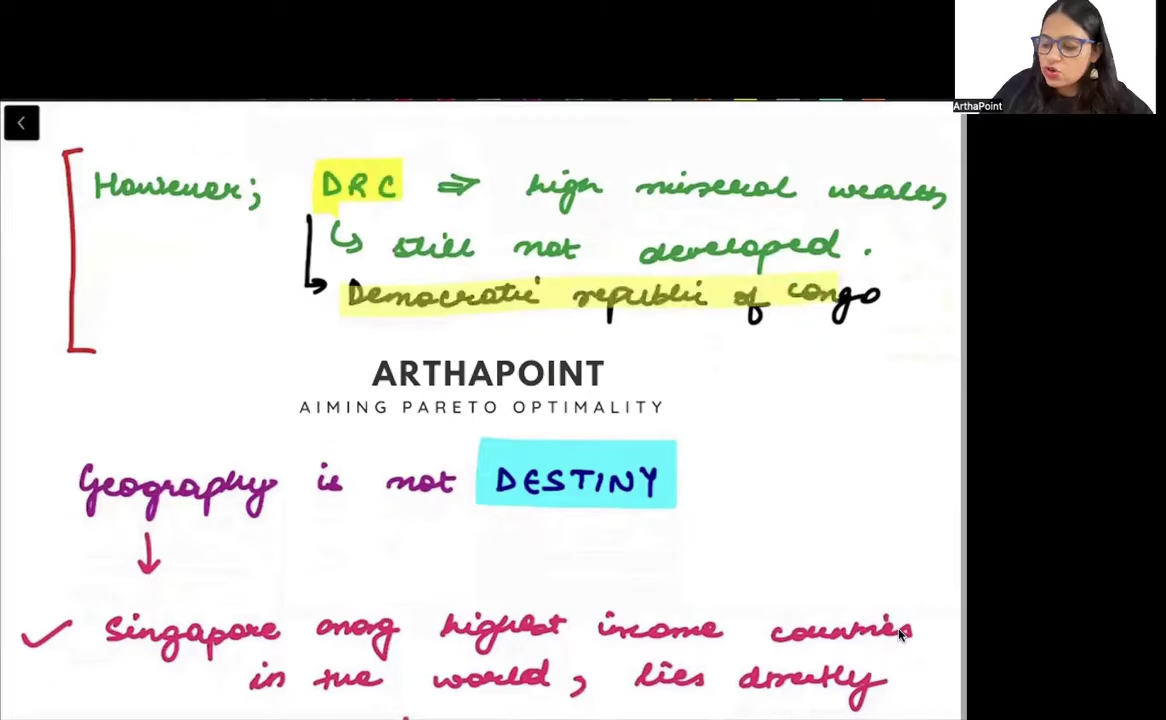 ArthaPoint
However; DRC ⇒ high mineral wealth
↳ still not developed.
↳ Democratic republic of congo
ARTHAPOINT
AIMING PARETO OPTIMALITY
Geography is not DESTINY
↓
✓ Singapore among highest income countries
in the world, lies directly